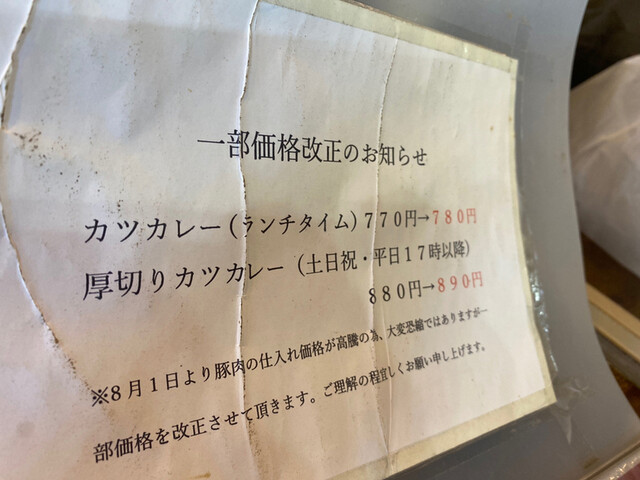 一部価格改正のお知らせ
カツカレー(ランチタイム)770円→780円
厚切りカツカレー(土日祝・平日17時以降)
880円→890円
※8月1日より豚肉の仕入れ価格が高騰の為、大変恐縮ではありますが一
部価格を改正させて頂きます。ご理解の程宜しくお願い申し上げます。